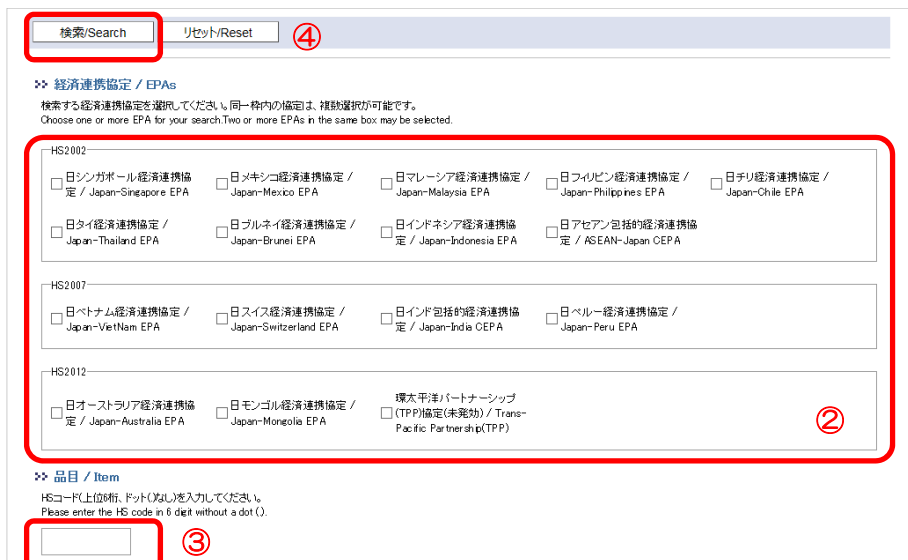 検索/Search リセット/Reset ④
>> 経済連携協定 / EPAs
検索する経済連携協定を選択してください。同一枠内の協定は、複数選択が可能です。
Choose one or more EPA for your search.Two or more EPAs in the same box may be selected.
HS2002
日シンガポール経済連携協
定 / Japan-Singapore EPA
日メキシコ経済連携協定 /
Japan-Mexico EPA
日マレーシア経済連携協定 /
Japan-Malaysia EPA
日フィリピン経済連携協定 /
Japan-Philippines EPA
日チリ経済連携協定 /
Japan-Chile EPA
日タイ経済連携協定 /
Japan-Thailand EPA
日ブルネイ経済連携協定 /
Japan-Brunei EPA
日インドネシア経済連携協
定 / Japan-Indonesia EPA
日アセアン包括的経済連携協
定 / ASEAN-Japan CEPA
HS2007
日ベトナム経済連携協定 /
Japan-VietNam EPA
日スイス経済連携協定 /
Japan-Switzerland EPA
日インド包括的経済連携協
定 / Japan-India CEPA
日ペルー経済連携協定 /
Japan-Peru EPA
HS2012
日オーストラリア経済連携協
定 / Japan-Australia EPA
日モンゴル経済連携協定 /
Japan-Mongolia EPA
環太平洋パートナーシップ
(TPP)協定(未発効) / Trans-
Pacific Partnership(TPP)
②
>> 品目 / Item
HSコード(上位6桁、ドット(.)なし)を入力してください。
Please enter the HS code in 6 digit without a dot (.).
③